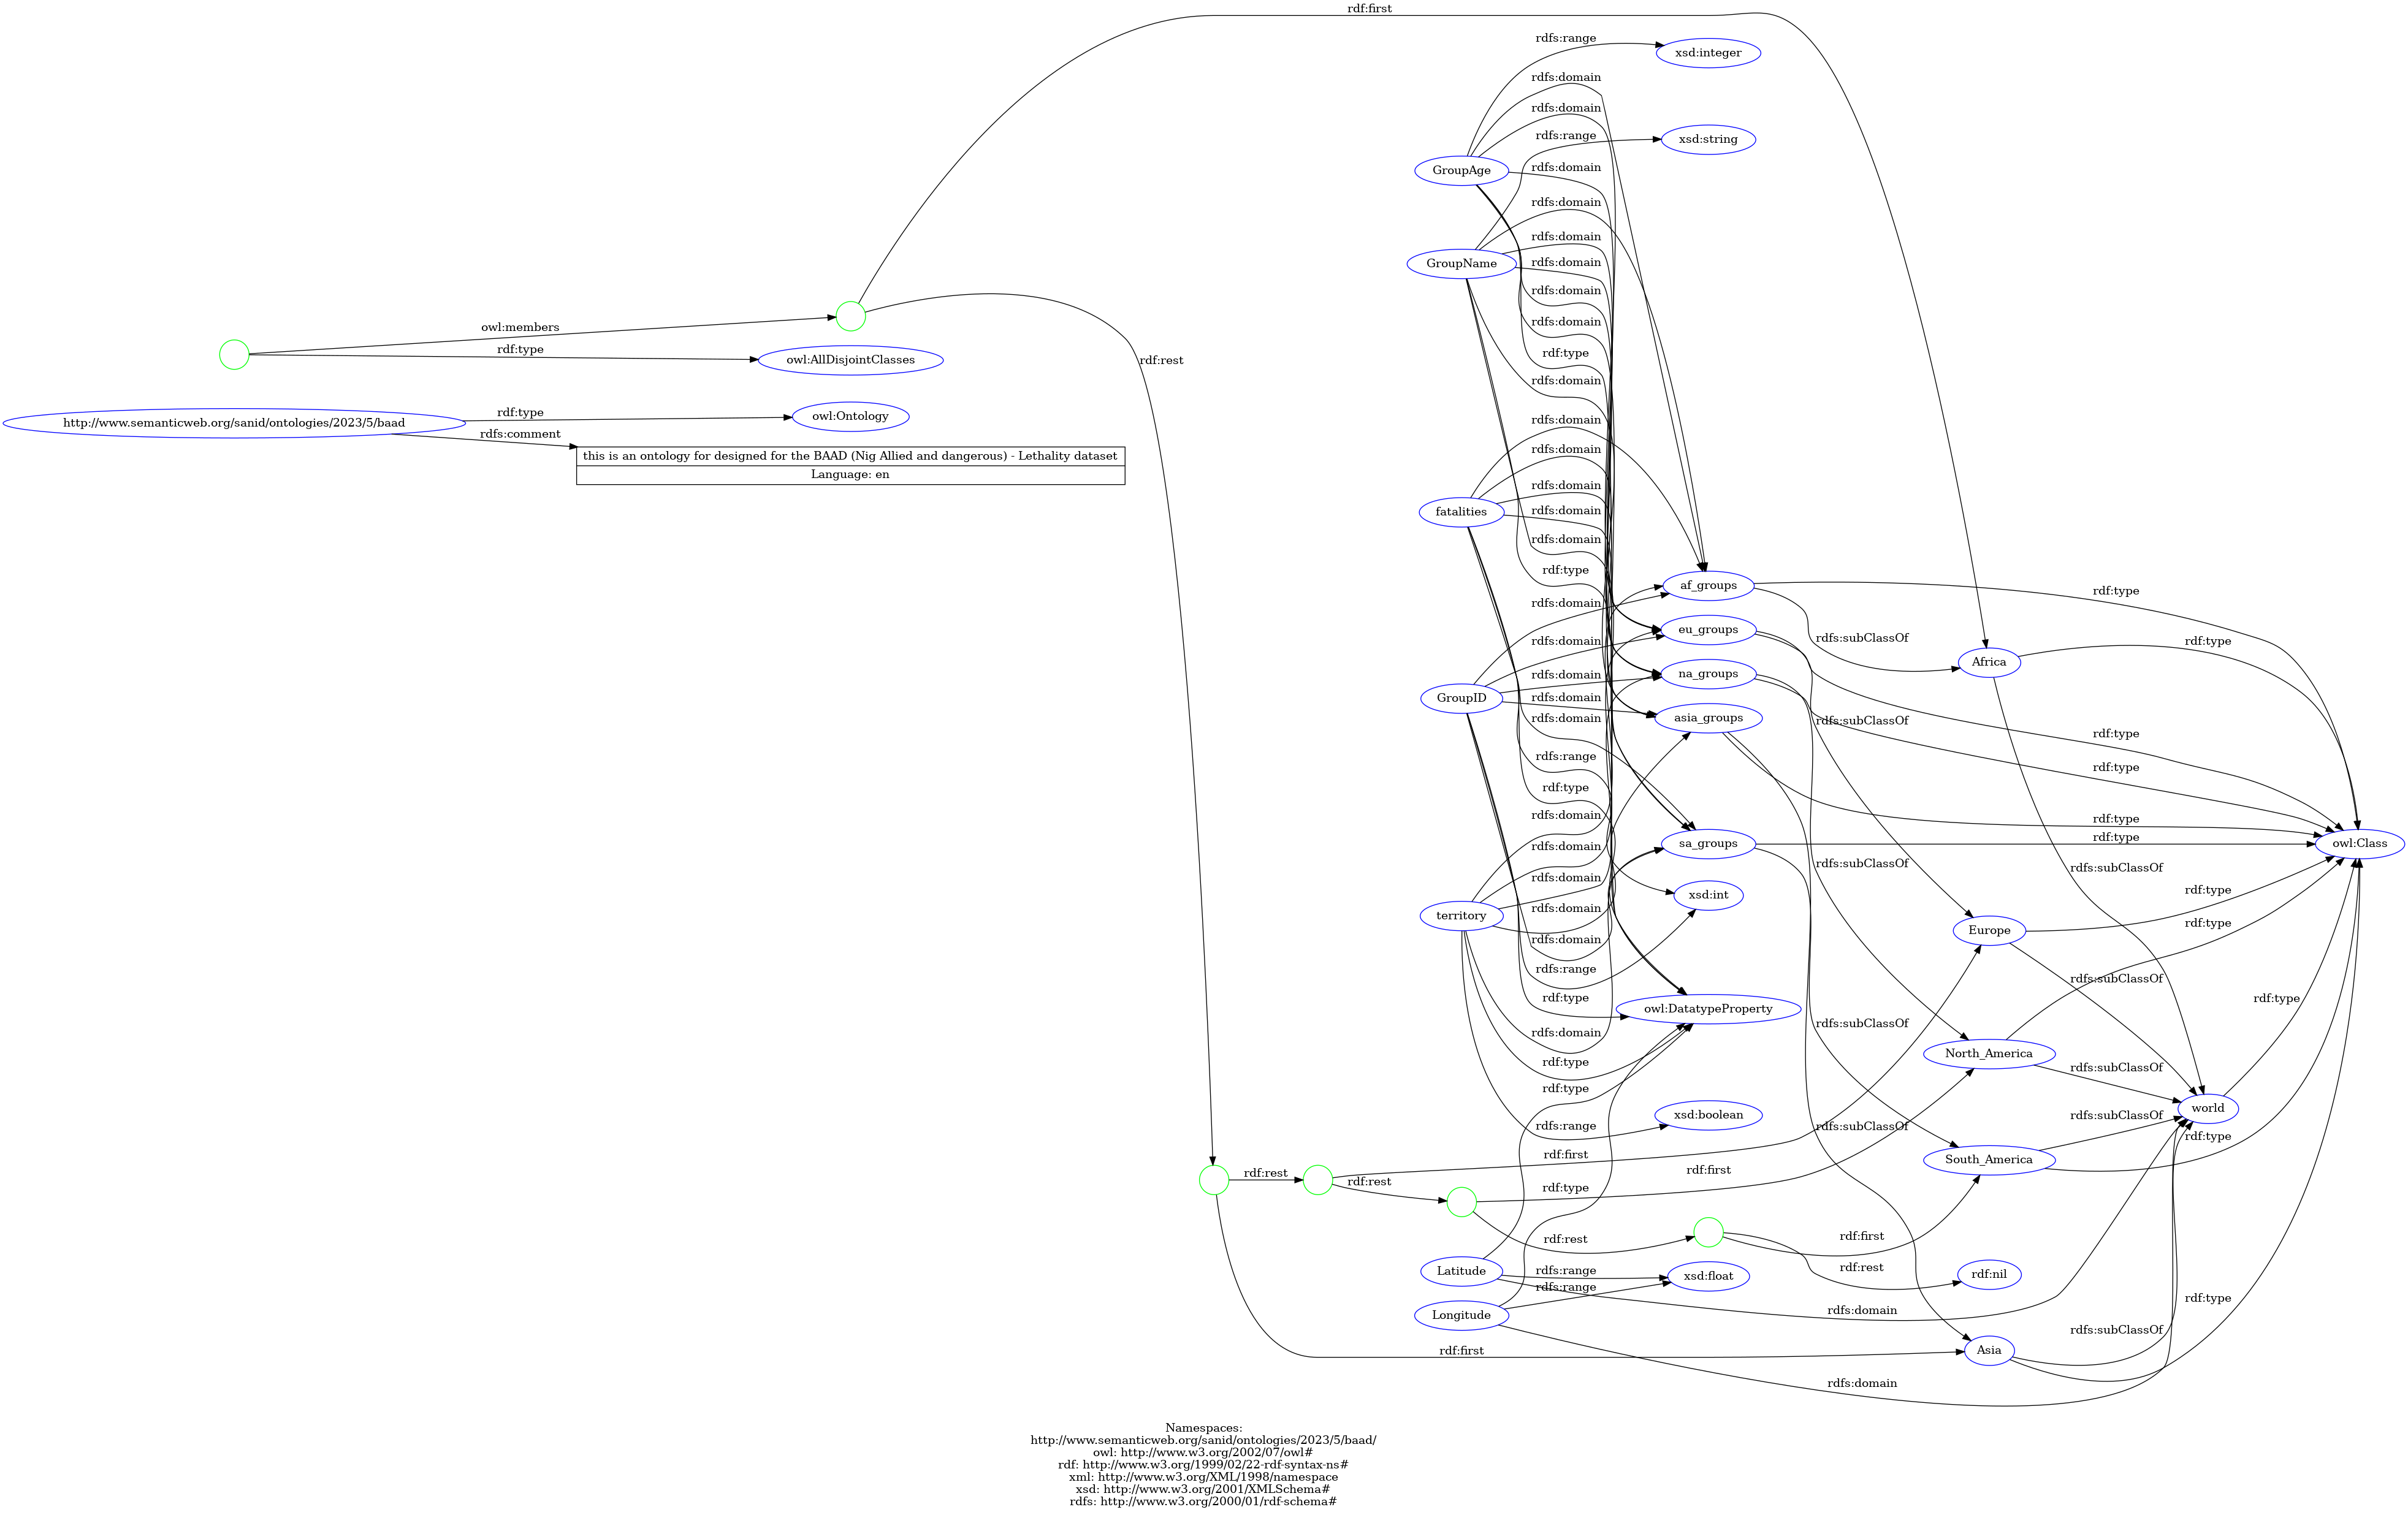 rdf:first
rdfs:range
xsd:integer
rdfs:domain
rdfs:domain
rdfs:range
xsd:string
rdfs:domain
GroupAge
rdfs:domain
rdfs:domain
GroupName
rdfs:domain
rdfs:domain
rdfs:domain
owl:members
rdf:type
rdf:type
owl:AllDisjointClasses
rdf:rest
rdfs:domain
rdf:type
owl:Ontology
http://www.semanticweb.org/sanid/ontologies/2023/5/baad
rdfs:domain
rdfs:comment
rdfs:domain
this is an ontology for designed for the BAAD (Nig Allied and dangerous) - Lethality dataset
Language: en
rdfs:domain
fatalities
rdfs:domain
rdfs:domain
rdf:type
af_groups
rdf:type
rdfs:domain
eu_groups
rdfs:subClassOf
rdf:type
rdfs:domain
Africa
rdfs:domain
na_groups
GroupID
rdfs:domain
rdfs:domain
asia_groups
rdfs:subClassOf
rdf:type
rdfs:range
rdf:type
rdf:type
rdfs:domain
rdf:type
rdf:type
sa_groups
owl:Class
rdfs:domain
rdfs:subClassOf
rdfs:subClassOf
rdfs:domain
xsd:int
rdf:type
territory
rdfs:domain
rdf:type
Europe
rdfs:domain
rdfs:range
rdfs:subClassOf
rdf:type
rdf:type
owl:DatatypeProperty
rdfs:domain
rdfs:subClassOf
North_America
rdf:type
rdfs:subClassOf
rdf:type
world
xsd:boolean
rdfs:range
rdfs:subClassOf
rdfs:subClassOf
rdf:type
rdf:first
South_America
rdf:rest
rdf:first
rdf:rest
rdf:type
rdf:rest
rdf:first
Latitude
rdfs:range
rdf:rest
xsd:float
rdf:nil
rdfs:range
rdf:type
Longitude
rdfs:domain
rdfs:subClassOf
rdf:first
Asia
rdfs:domain
Namespaces:
http://www.semanticweb.org/sanid/ontologies/2023/5/baad/
owl: http://www.w3.org/2002/07/owl#
rdf: http://www.w3.org/1999/02/22-rdf-syntax-ns#
xml: http://www.w3.org/XML/1998/namespace
xsd: http://www.w3.org/2001/XMLSchema#
rdfs: http://www.w3.org/2000/01/rdf-schema#